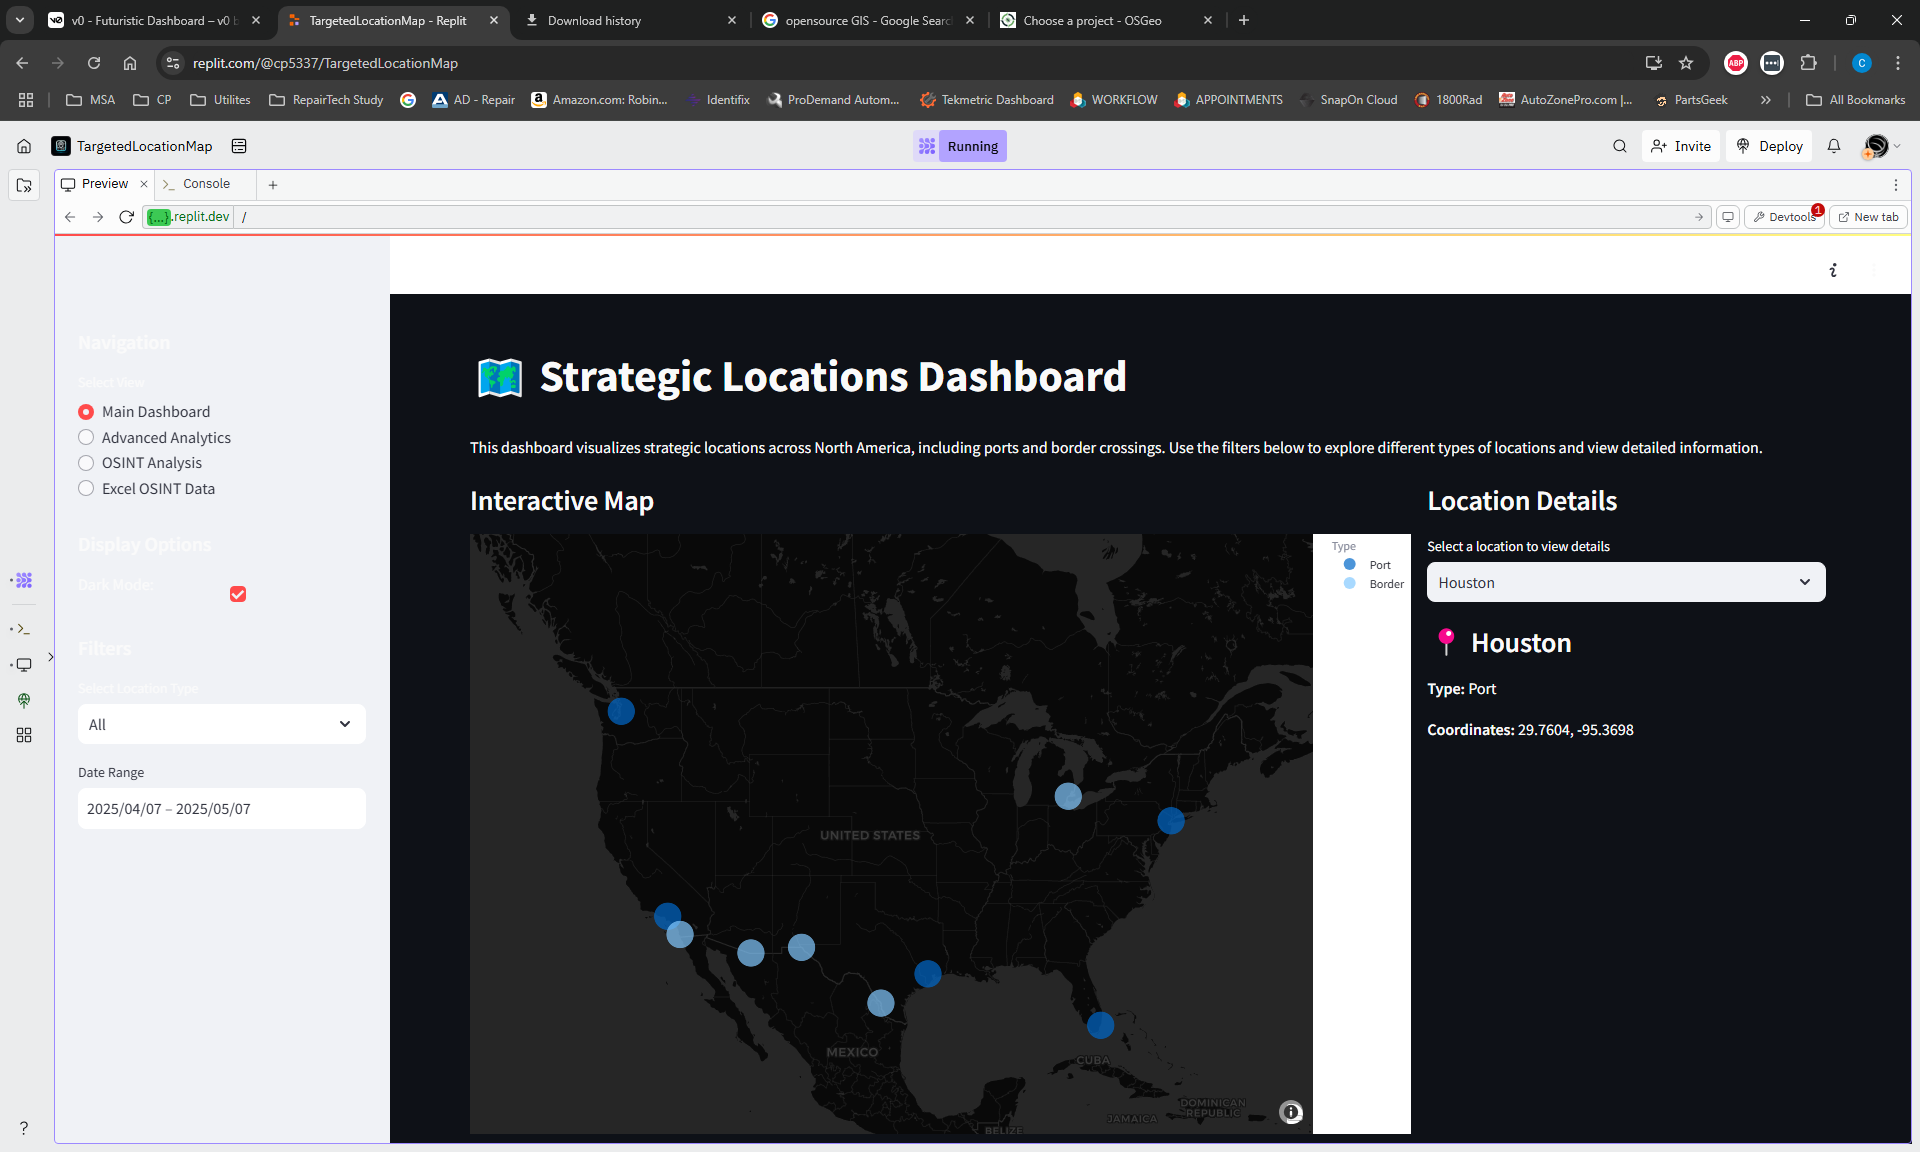 v0 - Futuristic Dashboard – v0 b
TargetedLocationMap - Replit
Download history
opensource GIS - Google Searc
Choose a project - OSGeo
replit.com/@cp5337/TargetedLocationMap
ABP
C
MSA
CP
Utilites
RepairTech Study
AD - Repair
Amazon.com: Robin...
Identifix
ProDemand Autom...
Tekmetric Dashboard
WORKFLOW
APPOINTMENTS
SnapOn Cloud
1800Rad
AutoZonePro.com |...
PartsGeek
All Bookmarks
TargetedLocationMap
Running
Invite
Deploy
Preview
Console
{...}.replit.dev
/
Devtools
1
New tab
Navigation
Select View
Main Dashboard
Advanced Analytics
OSINT Analysis
Excel OSINT Data
Display Options
Dark Mode:
Filters
Select Location Type
All
Date Range
2025/04/07 – 2025/05/07
Strategic Locations Dashboard
This dashboard visualizes strategic locations across North America, including ports and border crossings. Use the filters below to explore different types of locations and view detailed information.
Interactive Map
UNITED STATES
MEXICO
CUBA
JAMAICA
DOMINICAN
REPUBLIC
BELIZE
Type
Port
Border
Location Details
Select a location to view details
Houston
Houston
Type: Port
Coordinates: 29.7604, -95.3698